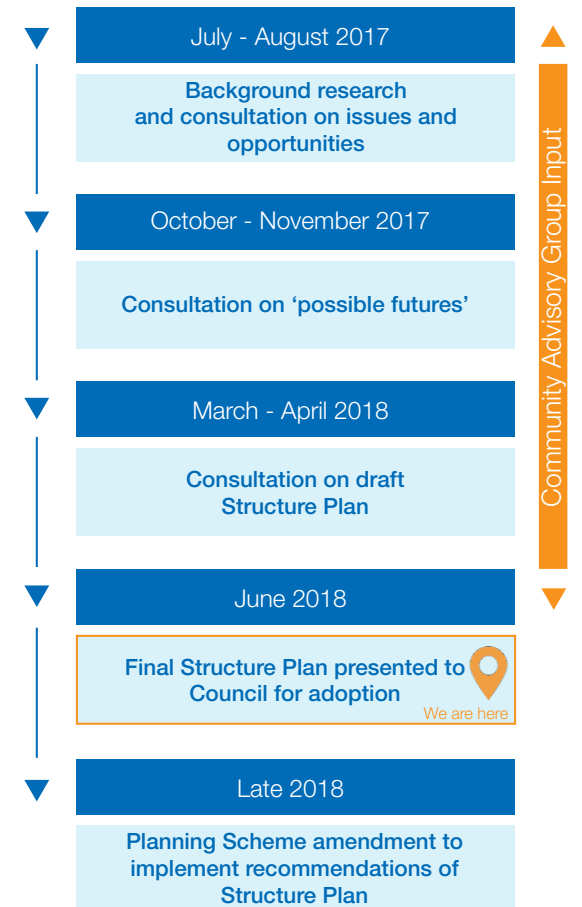 July - August 2017
Background research
and consultation on issues and
opportunities
October - November 2017
Consultation on ‘possible futures’
March - April 2018
Consultation on draft
Structure Plan
June 2018
Final Structure Plan presented to
Council for adoption
We are here
Late 2018
Planning Scheme amendment to
implement recommendations of
Structure Plan
Community Advisory Group Input